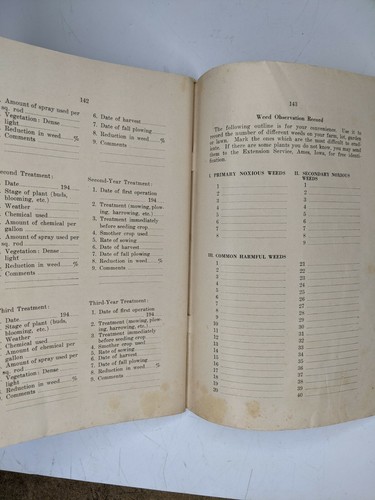 142
Amount of spray used per
sq. rod
Vegetation: Dense
light
Reduction in weed %
Comments
6. Date of harvest
7. Date of fall plowing
8. Reduction in weed %
9. Comments
Second Treatment:
Date 194
Stage of plant (buds,
blooming, etc.)
Weather
Chemical used
Amount of chemical per
gallon
Amount of spray used per
sq. rod
Vegetation: Dense
light
Reduction in weed %
Comments
Second-Year Treatment:
1. Date of first operation
194
2. Treatment (mowing, plow-
ing, harrowing, etc.)
3. Treatment immediately
before seeding crop
4. Smother crop used
5. Rate of sowing
6. Date of harvest
7. Date of fall plowing
8. Reduction in weed %
9. Comments
Third Treatment:
Date 194
Stage of plant (buds,
blooming, etc.)
Weather
Chemical used
Amount of chemical per
gallon
Amount of spray used per
sq. rod
Vegetation: Dense
light
Reduction in weed %
Comments
Third-Year Treatment:
1. Date of first operation
194
2. Treatment (mowing, plow-
ing, harrowing, etc.)
3. Treatment immediately
before seeding crop
4. Smother crop used
5. Rate of sowing
6. Date of harvest
7. Date of fall plowing
8. Reduction in weed %
9. Comments
143
Weed Observation Record
The following outline is for your convenience. Use it to
record the number of different weeds on your farm, lot, garden
or lawn. Mark the ones which are the most difficult to eradi-
cate. If there are some plants you do not know, you may send
them to the Extension Service, Ames, Iowa, for free identifi-
cation.
I. PRIMARY NOXIOUS WEEDS
1
2
3
4
5
6
7
8
9
II. SECONDARY NOXIOUS
WEEDS
1
2
3
4
5
6
7
8
9
III. COMMON HARMFUL WEEDS
1
2
3
4
5
6
7
8
9
10
11
12
13
14
15
16
17
18
19
20
21
22
23
24
25
26
27
28
29
30
31
32
33
34
35
36
37
38
39
40